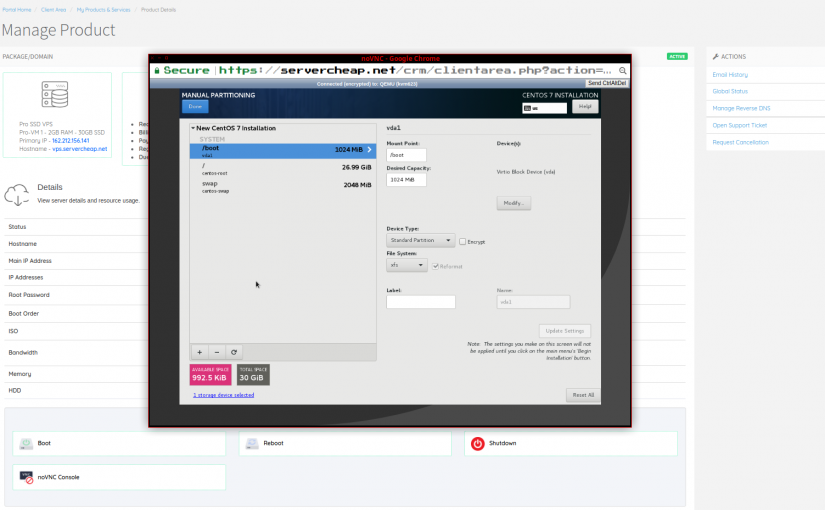 Portal Home / Client Area / My Products & Services / Product Details
Manage Product
PACKAGE/DOMAIN
ACTIVE
Pro SSD VPS
Pro-VM 1 - 2GB RAM - 30GB SSD
Primary IP - 162.212.156.141
Hostname - vps.servercheap.net
Details
View server details and resource usage.
Status
Hostname
Main IP Address
IP Addresses
Root Password
Boot Order
ISO
Bandwidth
Memory
HDD
Boot
Reboot
Shutdown
noVNC Console
ACTIONS
Email History
Global Status
Manage Reverse DNS
Open Support Ticket
Request Cancellation
noVNC - Google Chrome
Secure | https://servercheap.net/crm/clientarea.php?action=...
Connected (encrypted) to: QEMU (kvm623)
Send CtrlAltDel
MANUAL PARTITIONING
Done
CENTOS 7 INSTALLATION
us
Help!
New CentOS 7 Installation
SYSTEM
/boot 1024 MiB
vda1
/ 26.99 GiB
centos-root
swap 2048 MiB
centos-swap
+ -
AVAILABLE SPACE
992.5 KiB
TOTAL SPACE
30 GiB
1 storage device selected
vda1
Mount Point:
/boot
Desired Capacity:
1024 MiB
Device(s):
Virtio Block Device (vda)
Modify...
Device Type:
Standard Partition
Encrypt
File System:
xfs
Reformat
Label:
Name:
vda1
Update Settings
Note: The settings you make on this screen will not
be applied until you click on the main menu's 'Begin
Installation' button.
Reset All